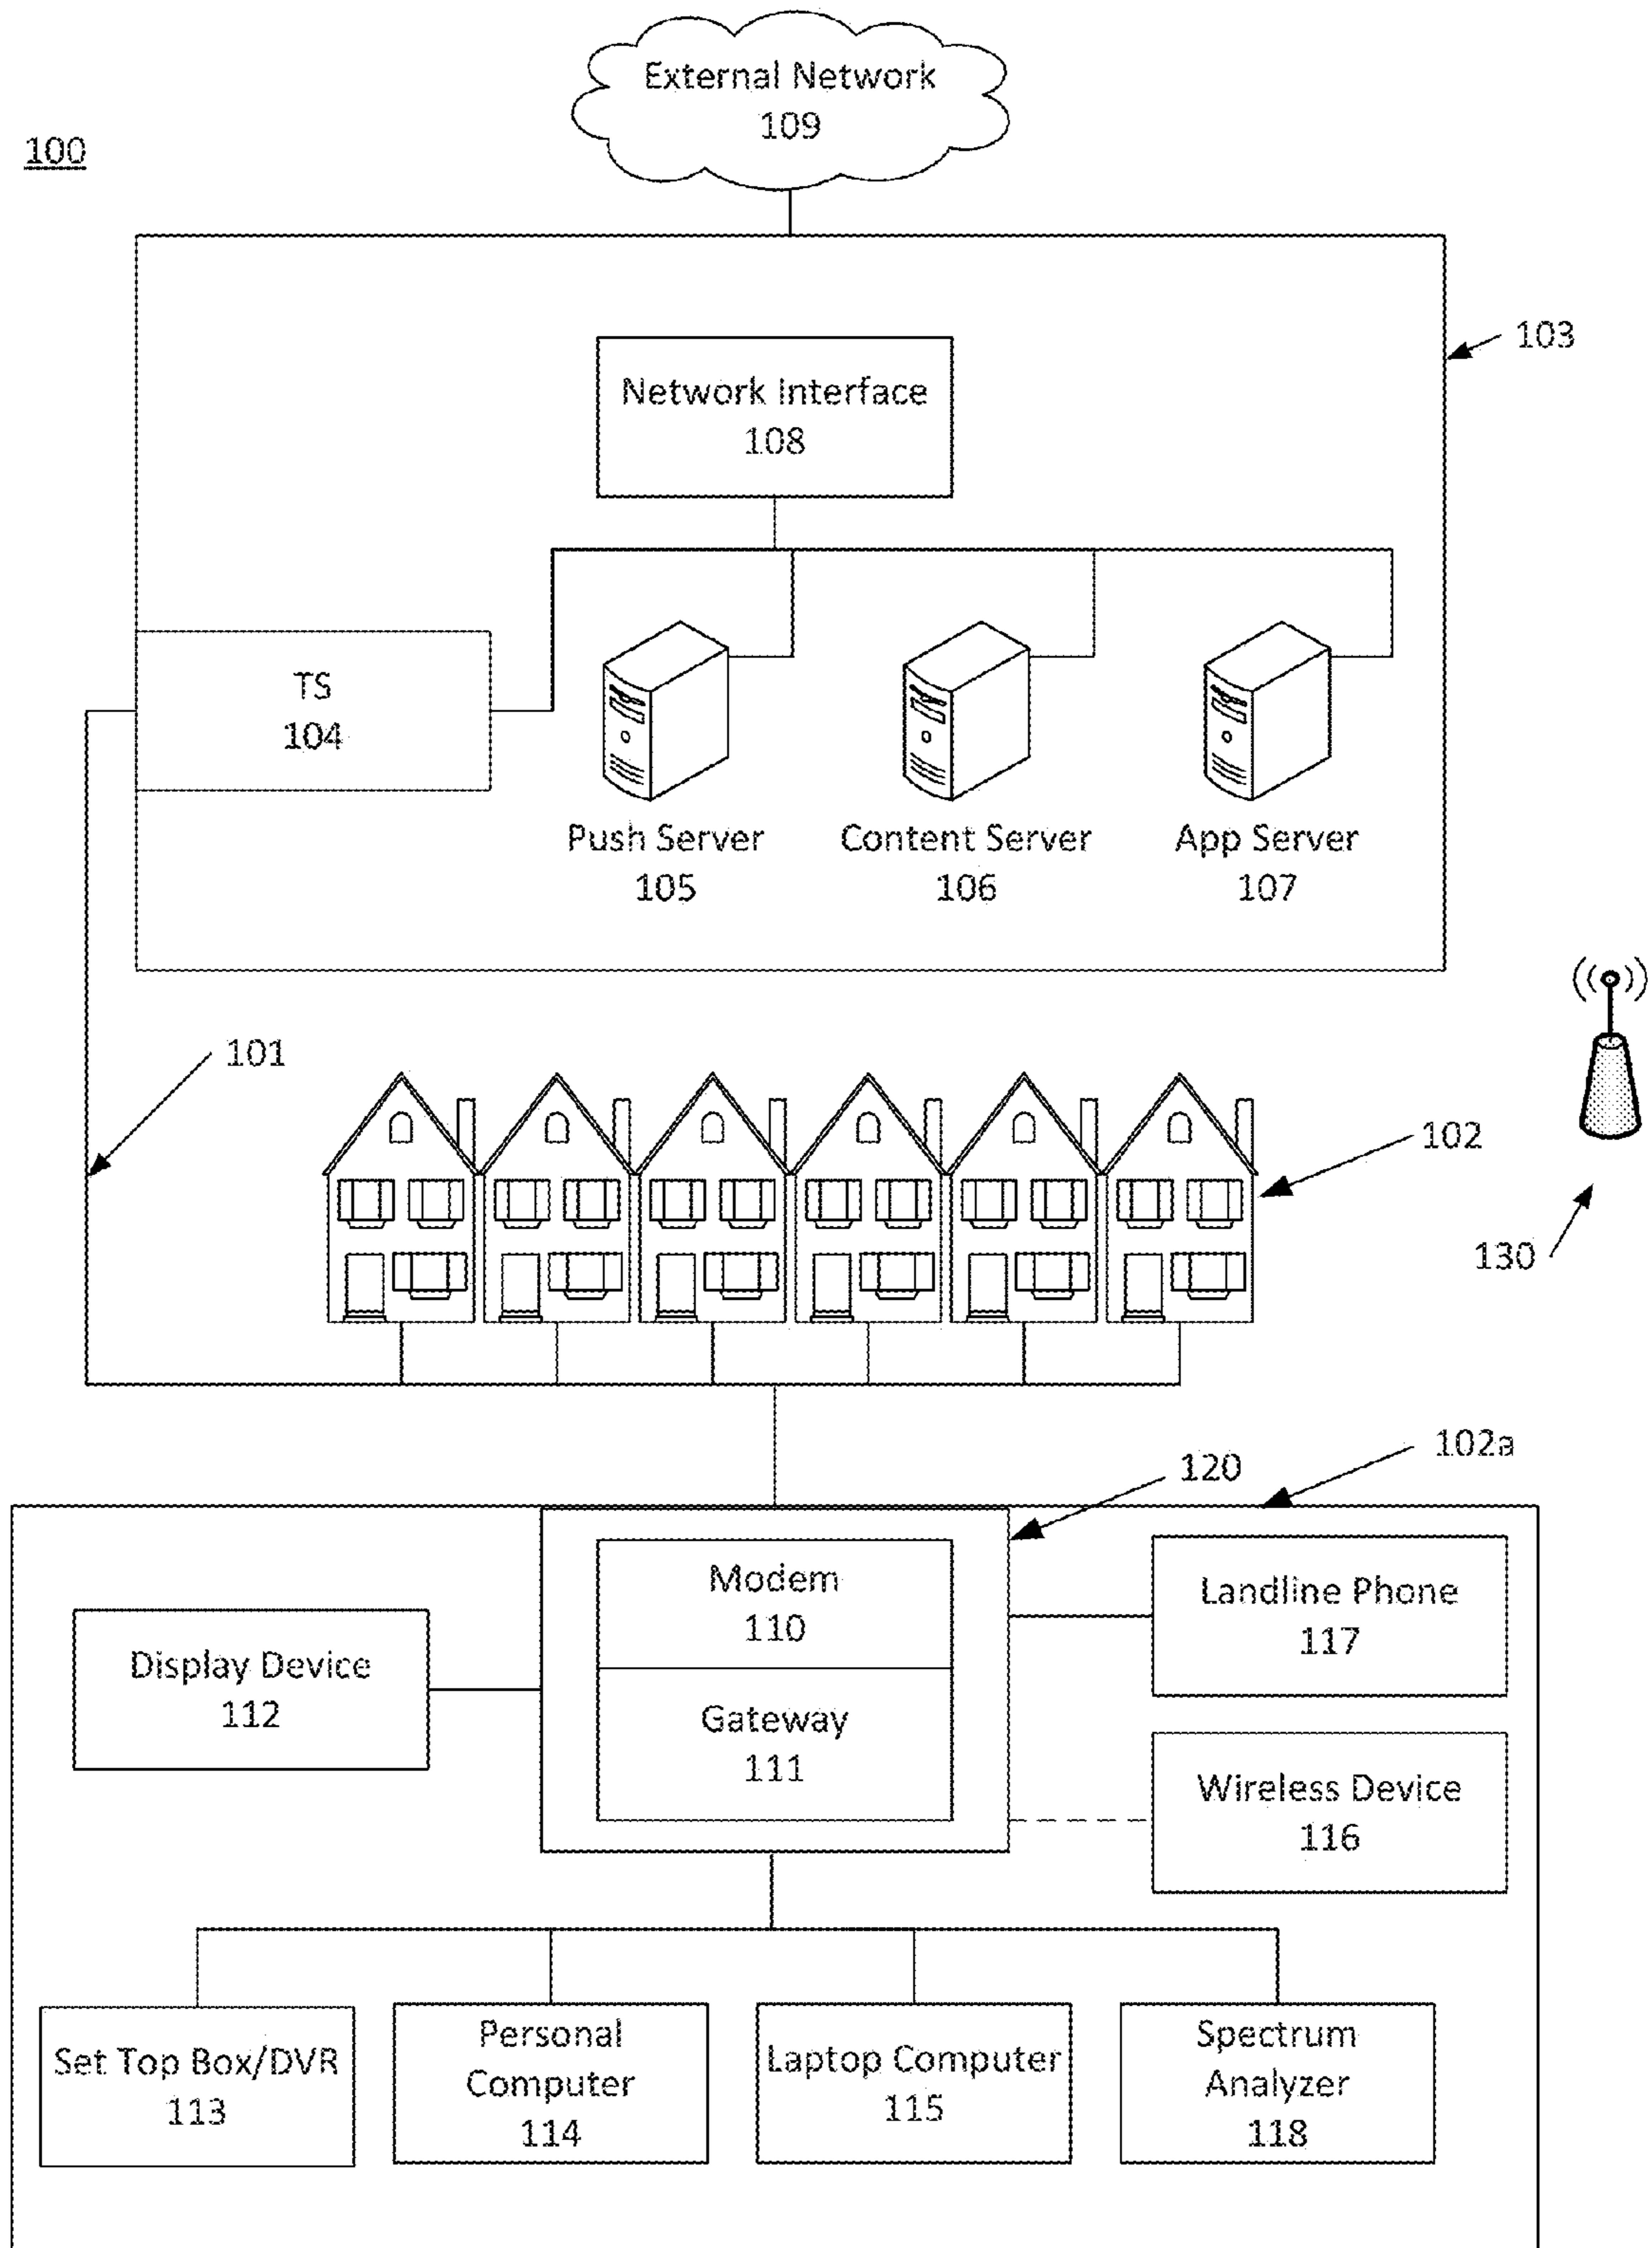 External Network
109
100
103
Network Interface
108
TS
104
Push Server
105
Content Server
106
App Server
107
101
102
130
102a
120
Modem
110
Landline Phone
117
Display Device
112
Gateway
111
Wireless Device
116
Set Top Box/DVR
113
Personal
Computer
114
Laptop Computer
115
Spectrum
Analyzer
118